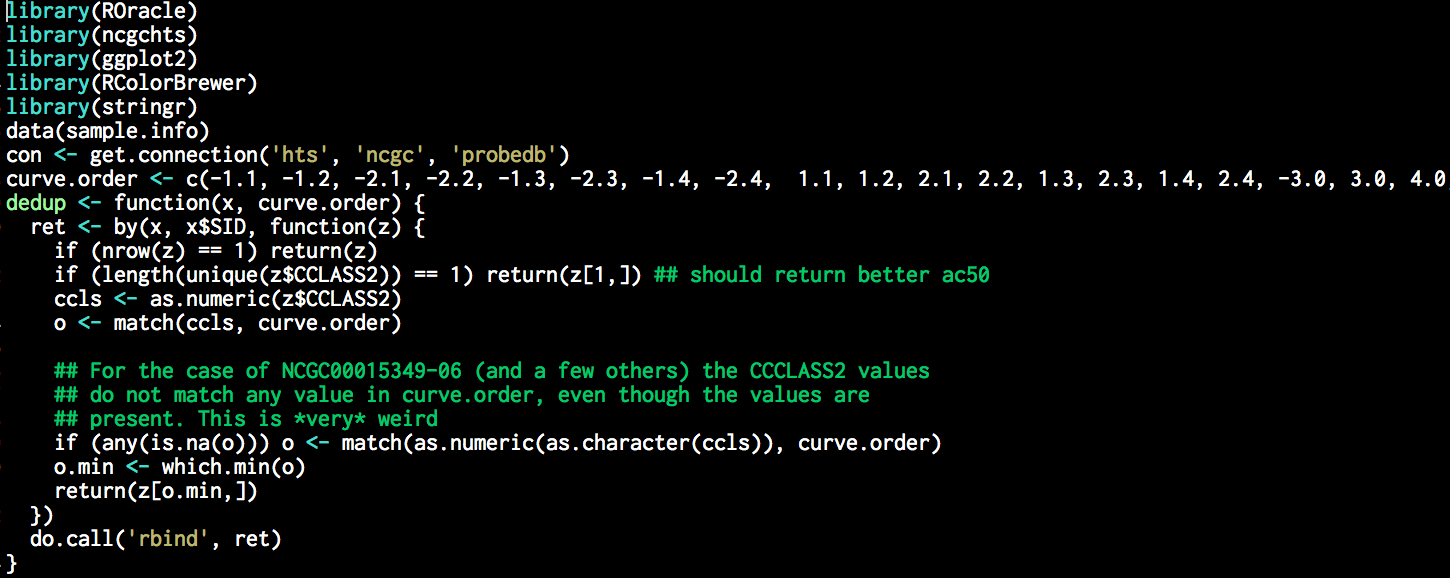 library(ROracle)
library(ncgchts)
library(ggplot2)
library(RColorBrewer)
library(stringr)
data(sample.info)
con <- get.connection('hts', 'ncgc', 'probedb')
curve.order <- c(-1.1, -1.2, -2.1, -2.2, -1.3, -2.3, -1.4, -2.4,  1.1, 1.2, 2.1, 2.2, 1.3, 2.3, 1.4, 2.4, -3.0, 3.0, 4.0
dedup <- function(x, curve.order) {
  ret <- by(x, x$SID, function(z) {
    if (nrow(z) == 1) return(z)
    if (length(unique(z$CCLASS2)) == 1) return(z[1,]) ## should return better ac50
    ccls <- as.numeric(z$CCLASS2)
    o <- match(ccls, curve.order)

    ## For the case of NCGC00015349-06 (and a few others) the CCCLASS2 values
    ## do not match any value in curve.order, even though the values are
    ## present. This is *very* weird
    if (any(is.na(o))) o <- match(as.numeric(as.character(ccls)), curve.order)
    o.min <- which.min(o)
    return(z[o.min,])
  })
  do.call('rbind', ret)
}